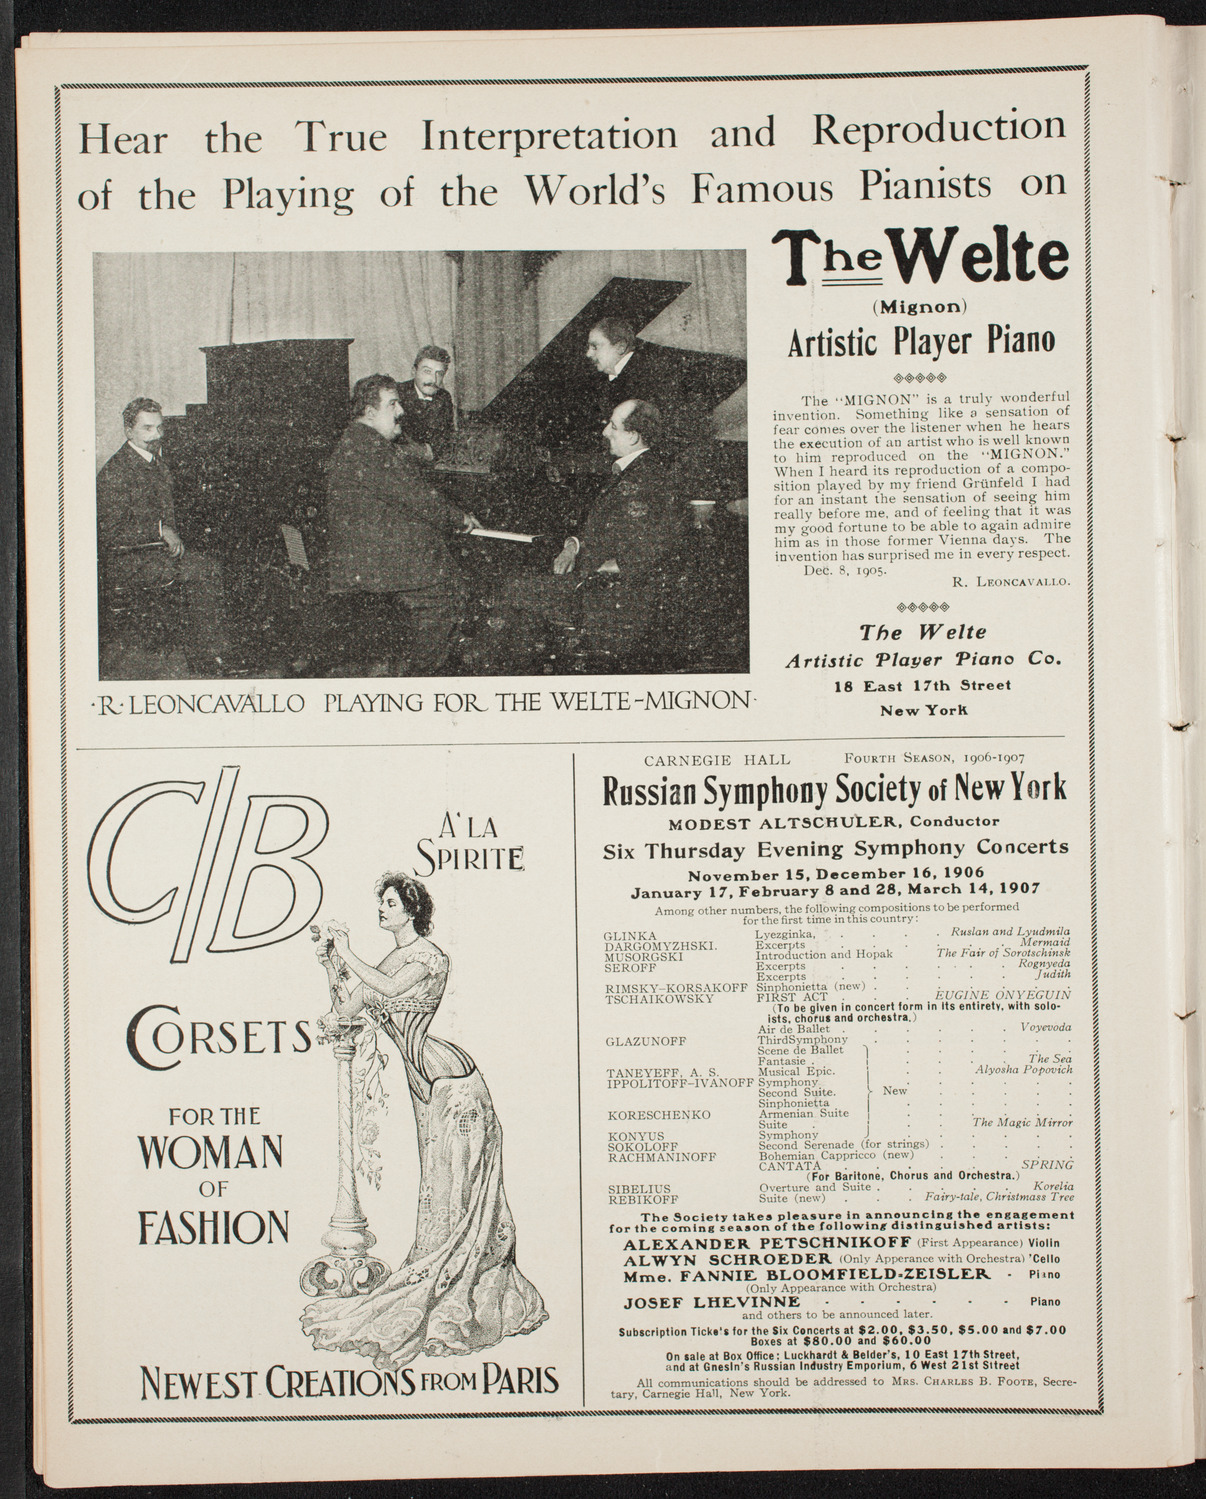 Hear the True Interpretation and Reproduction
of the Playing of the World's Famous Pianists on
The Welte
(Mignon)
Artistic Player Piano
The "MIGNON" is a truly wonderful
invention. Something like a sensation of
fear comes over the listener when he hears
the execution of an artist who is well known
to him reproduced on the "MIGNON."
When I heard its reproduction of a compo-
sition played by my friend Grünfeld I had
for an instant the sensation of seeing him
really before me, and of feeling that it was
my good fortune to be able to again admire
him as in those former Vienna days. The
invention has surprised me in every respect.
Dec. 8, 1905.
R. LEONCAVALLO.
The Welte
Artistic Player Piano Co.
18 East 17th Street
New York
·R· LEONCAVALLO PLAYING FOR THE WELTE-MIGNON·
C/B
A' LA
SPIRITE
CORSETS
FOR THE
WOMAN
OF
FASHION
NEWEST CREATIONS FROM PARIS
CARNEGIE HALL FOURTH SEASON, 1906-1907
Russian Symphony Society of New York
MODEST ALTSCHULER, Conductor
Six Thursday Evening Symphony Concerts
November 15, December 16, 1906
January 17, February 8 and 28, March 14, 1907
Among other numbers, the following compositions to be performed
for the first time in this country:
GLINKA Lyezginka, . . . . Ruslan and Lyudmila
DARGOMYZHSKI. Excerpts . . . . Mermaid
MUSORGSKI Introduction and Hopak The Fair of Sorotschinsk
SEROFF Excerpts . . . . Rognyeda
Excerpts . . . . Judith
RIMSKY-KORSAKOFF Sinphonietta (new) . . . .
TSCHAIKOWSKY FIRST ACT . . . EUGINE ONYEGUIN
(To be given in concert form in its entirety, with solo-
ists, chorus and orchestra.)
Air de Ballet . . . . Voyevoda
GLAZUNOFF ThirdSymphony . . . .
Scene de Ballet . . . .
Fantasie . . . . The Sea
TANEYEFF, A. S. Musical Epic. . . Alyosha Popovich
IPPOLITOFF-IVANOFF Symphony . . . .
Second Suite. } New . . . .
Sinphonietta . . . .
KORESCHENKO Armenian Suite . . . .
Suite . . . The Magic Mirror
KONYUS Symphony . . . .
SOKOLOFF Second Serenade (for strings) . . . .
RACHMANINOFF Bohemian Cappricco (new) . . . .
CANTATA . . . . SPRING
(For Baritone, Chorus and Orchestra.)
SIBELIUS Overture and Suite . . . . Korelia
REBIKOFF Suite (new) . . . Fairy-tale, Christmass Tree
The Society takes pleasure in announcing the engagement
for the coming season of the following distinguished artists:
ALEXANDER PETSCHNIKOFF (First Appearance) Violin
ALWYN SCHROEDER (Only Apperance with Orchestra) 'Cello
Mme. FANNIE BLOOMFIELD=ZEISLER - Piano
(Only Appearance with Orchestra)
JOSEF LHEVINNE - - - - - - Piano
and others to be announced later.
Subscription Ticke's for the Six Concerts at $2.00, $3.50, $5.00 and $7.00
Boxes at $80.00 and $60.00
On sale at Box Office; Luckhardt & Belder's, 10 East 17th Street,
and at Gnesin's Russian Industry Emporium, 6 West 21st Sttreet
All communications should be addressed to MRS. CHARLES B. FOOTE, Secre-
tary, Carnegie Hall, New York.